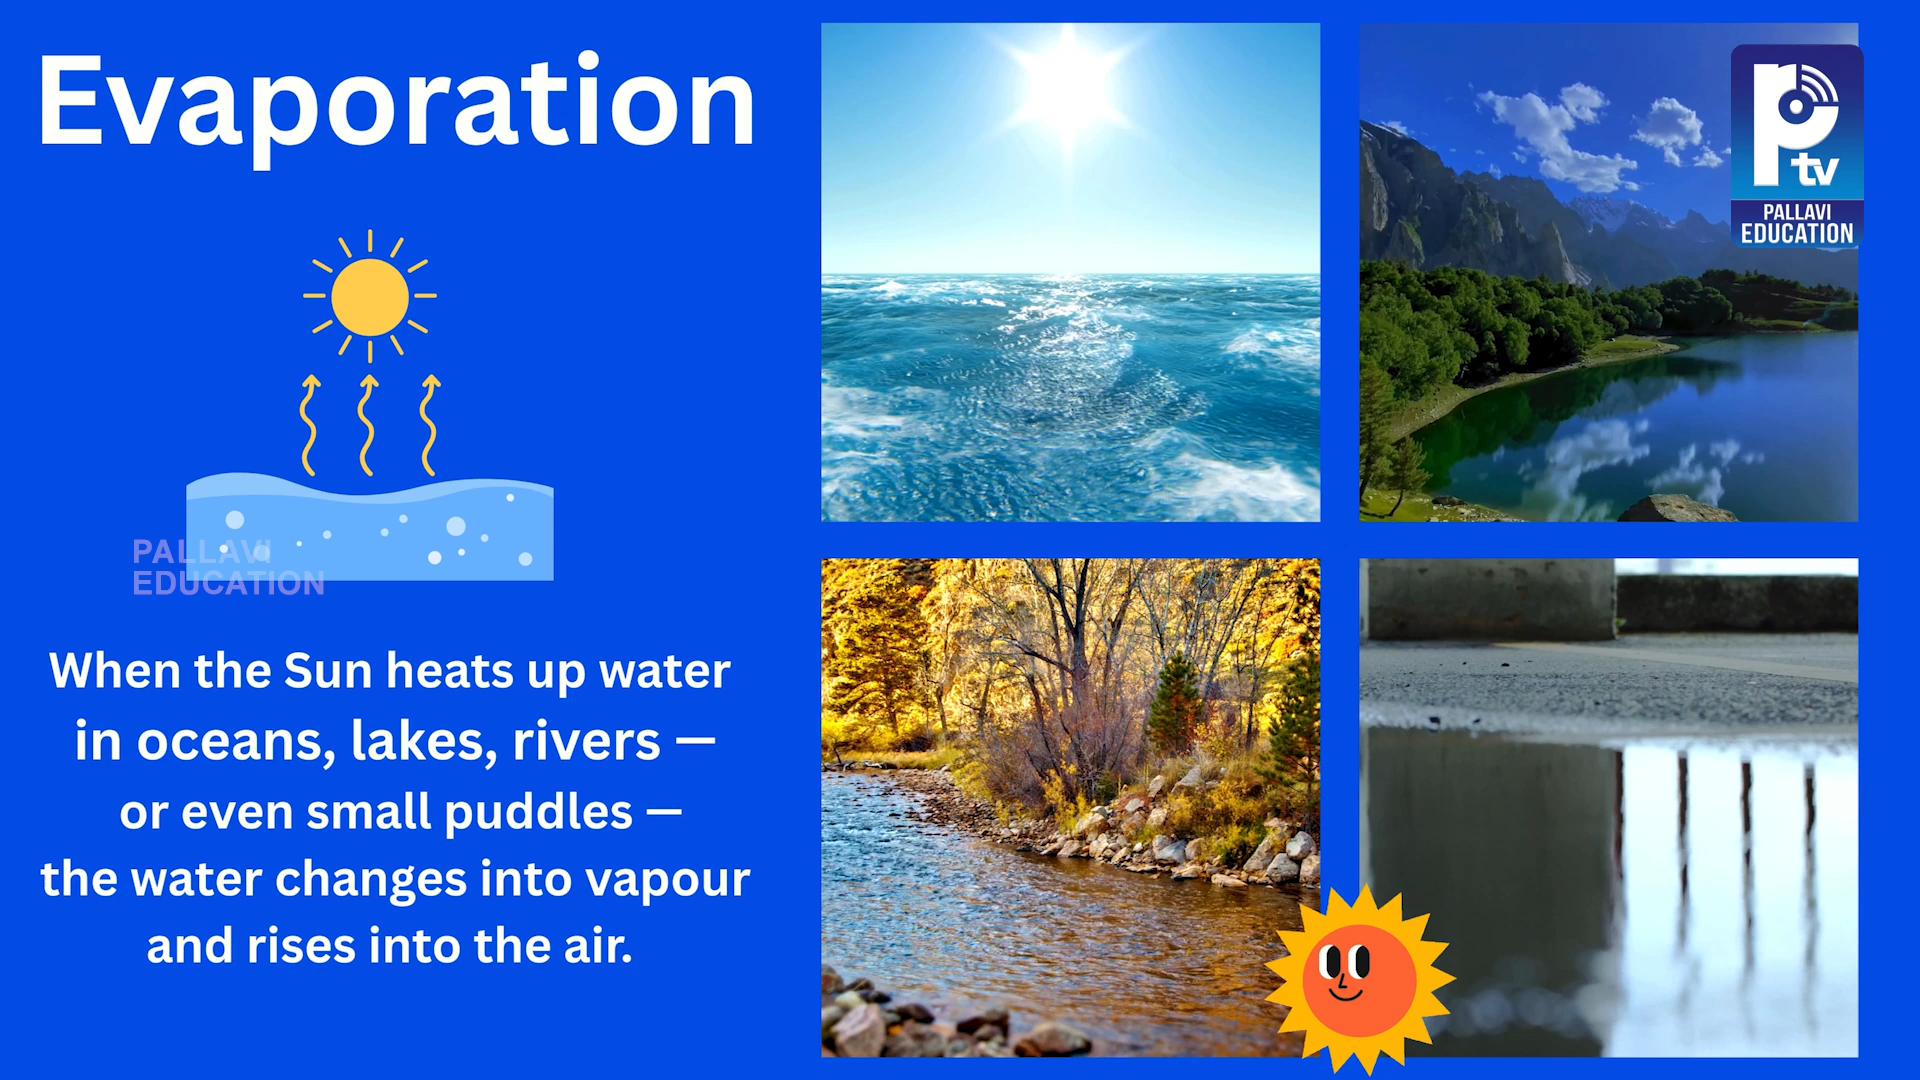 Evaporation
tv
PALLAVI
EDUCATION
PALLAVI
EDUCATION
When the Sun heats up water
in oceans, lakes, rivers —
or even small puddles —
the water changes into vapour
and rises into the air.